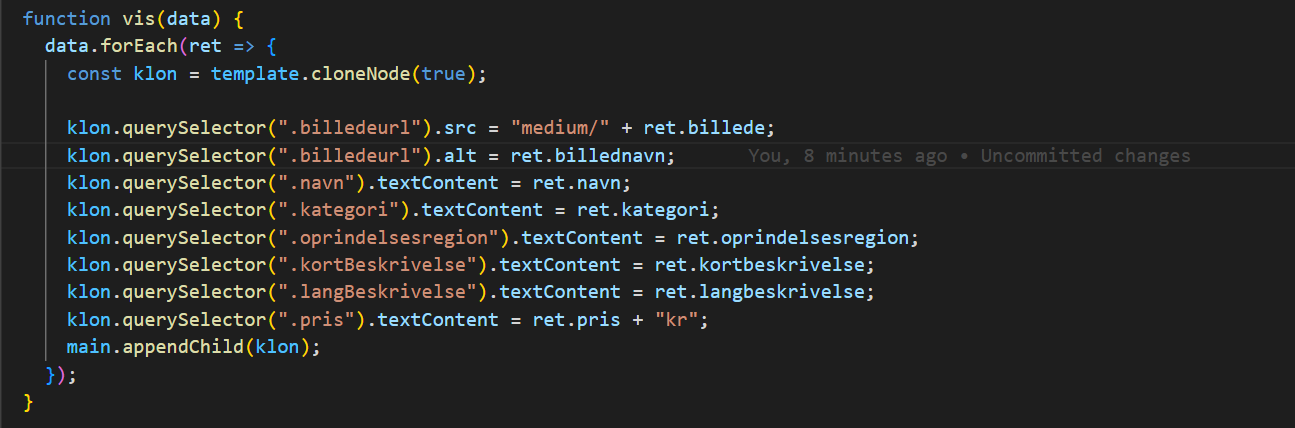 function vis(data) {
  data.forEach(ret => {
    const klon = template.cloneNode(true);

    klon.querySelector(".billedeurl").src = "medium/" + ret.billede;
    klon.querySelector(".billedeurl").alt = ret.billednavn;       You, 8 minutes ago • Uncommitted changes
    klon.querySelector(".navn").textContent = ret.navn;
    klon.querySelector(".kategori").textContent = ret.kategori;
    klon.querySelector(".oprindelsesregion").textContent = ret.oprindelsesregion;
    klon.querySelector(".kortBeskrivelse").textContent = ret.kortbeskrivelse;
    klon.querySelector(".langBeskrivelse").textContent = ret.langbeskrivelse;
    klon.querySelector(".pris").textContent = ret.pris + "kr";
    main.appendChild(klon);
  });
}